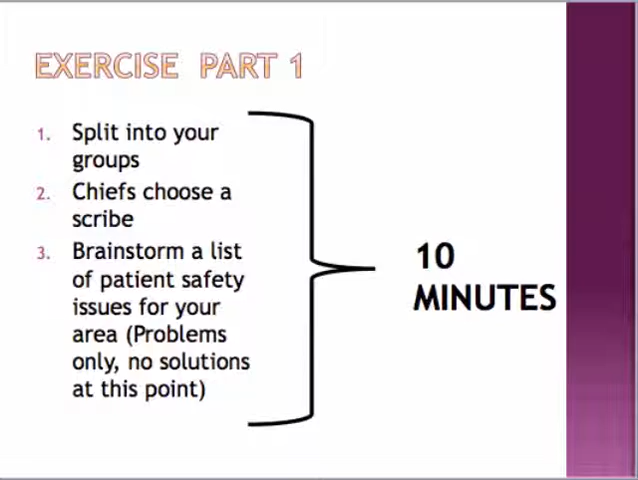 EXERCISE PART 1
1. Split into your
groups
2. Chiefs choose a
scribe
3. Brainstorm a list
of patient safety
issues for your
area (Problems
only, no solutions
at this point)
10
MINUTES